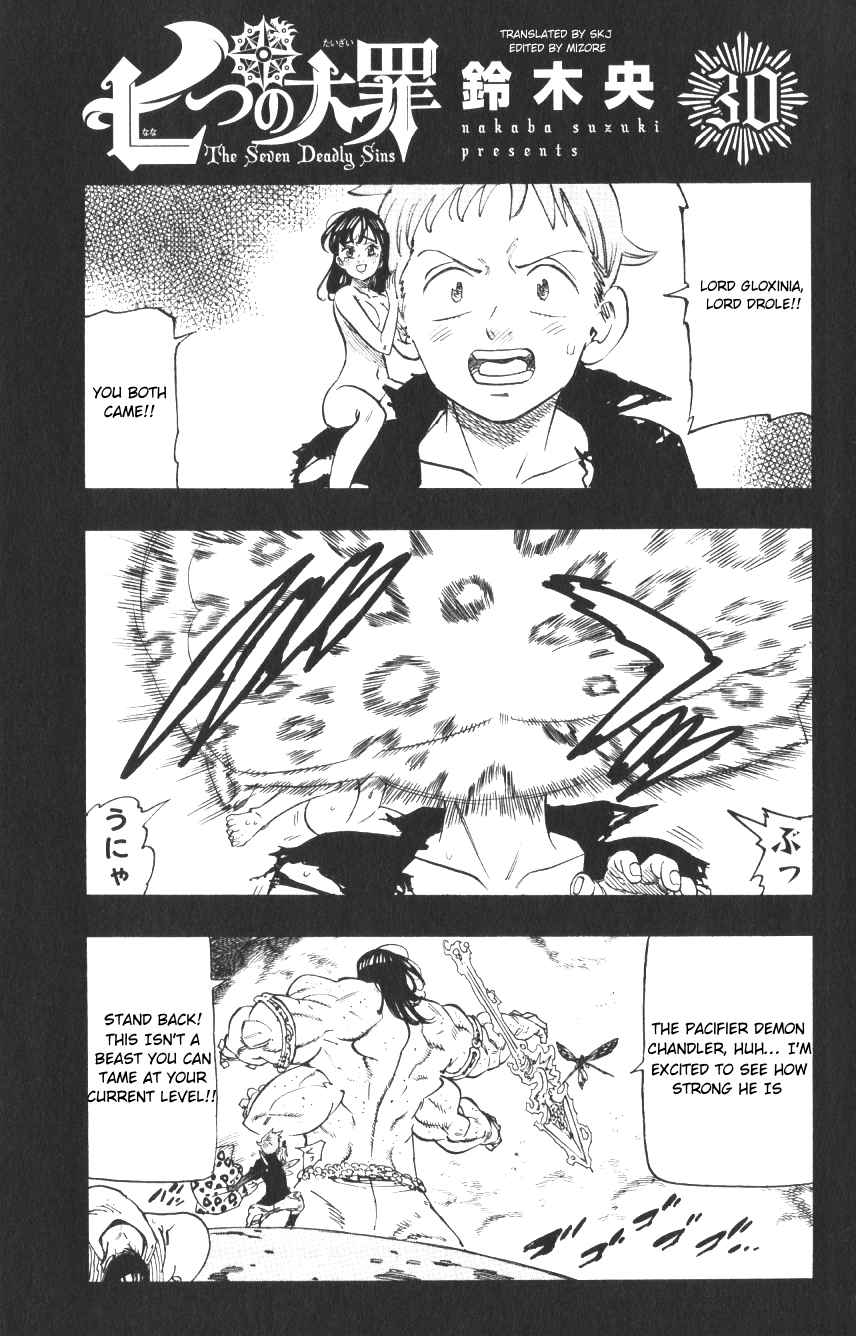 TRANSLATED BY SKJ
EDITED BY MIZORE
七つの大罪
なな
たいざい
The Seven Deadly Sins
鈴木央
nakaba suzuki
presents
30
LORD GLOXINIA,
LORD DROLE!!
YOU BOTH
CAME!!
ぶっ
うにゃ
THE PACIFIER DEMON
CHANDLER, HUH... I'M
EXCITED TO SEE HOW
STRONG HE IS
STAND BACK!
THIS ISN'T A
BEAST YOU CAN
TAME AT YOUR
CURRENT LEVEL!!
ゴゴゴゴ